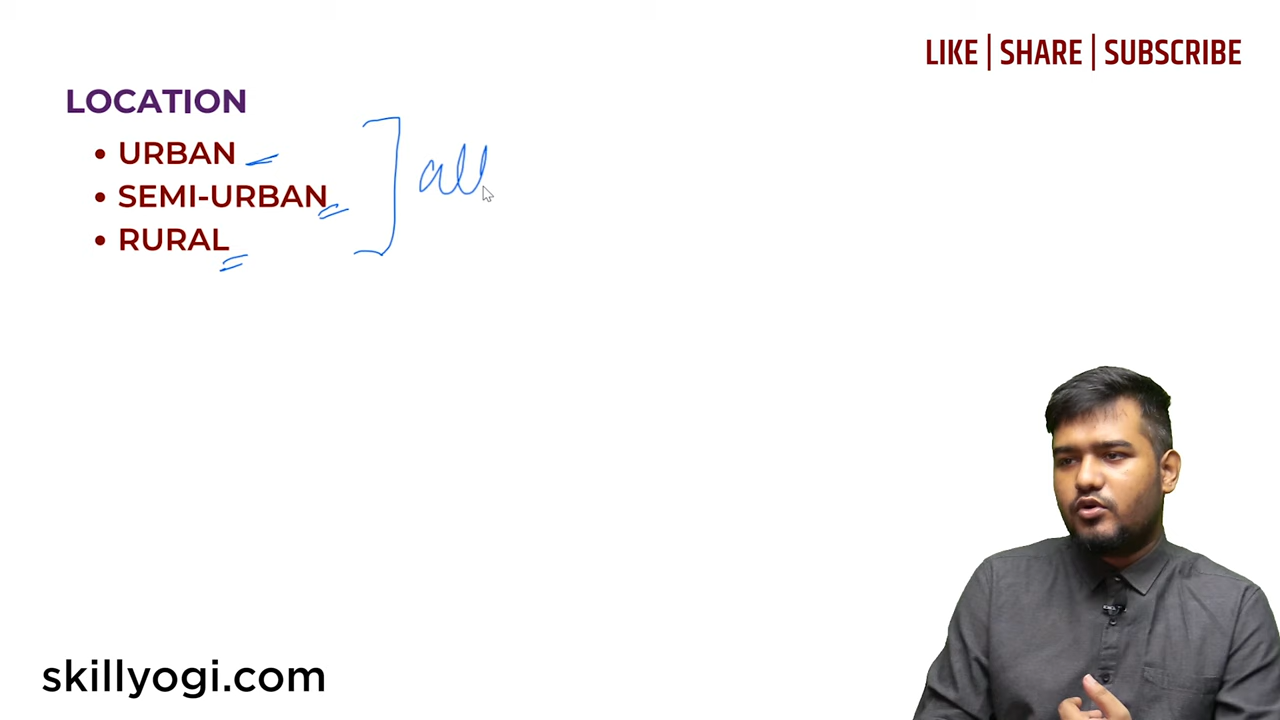 LIKE | SHARE | SUBSCRIBE
LOCATION
• URBAN
• SEMI-URBAN
• RURAL
all
skillyogi.com